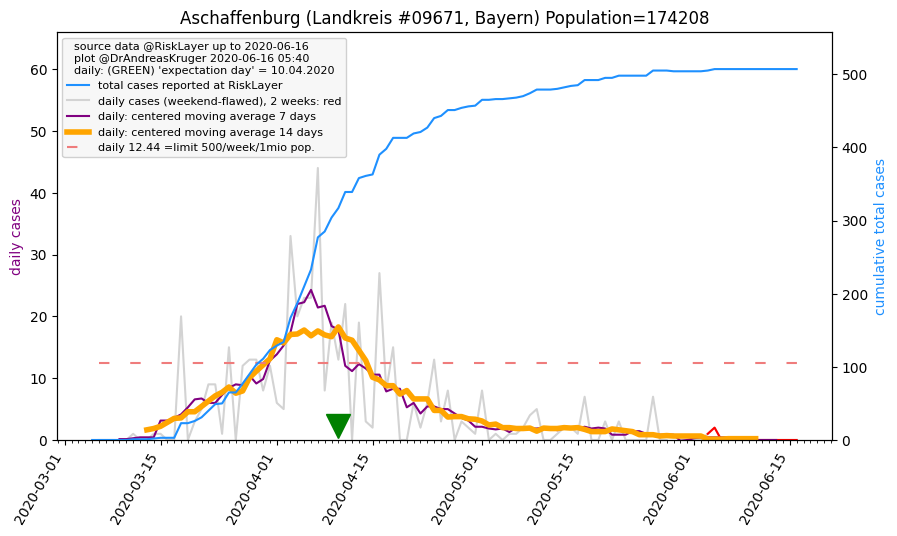 Aschaffenburg (Landkreis #09671, Bayern) Population=174208
source data @RiskLayer up to 2020-06-16
plot @DrAndreasKruger 2020-06-16 05:40
daily: (GREEN) 'expectation day' = 10.04.2020
total cases reported at RiskLayer
daily cases (weekend-flawed), 2 weeks: red
daily: centered moving average 7 days
daily: centered moving average 14 days
daily 12.44 =limit 500/week/1mio pop.
daily cases
60
50
40
30
20
10
0
cumulative total cases
500
400
300
200
100
0
2020-03-01
2020-03-15
2020-04-01
2020-04-15
2020-05-01
2020-05-15
2020-06-01
2020-06-15